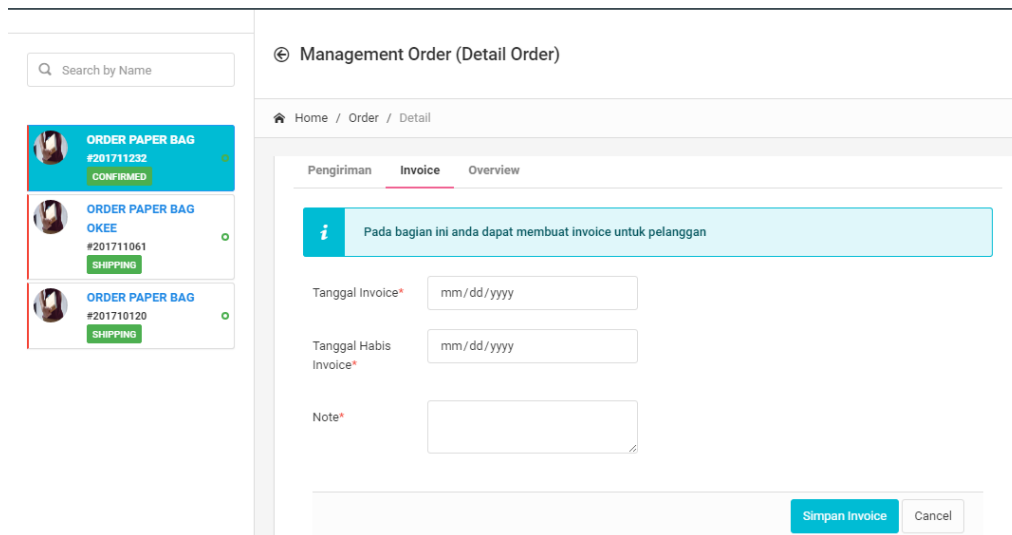 Search by Name
ORDER PAPER BAG
#201711232
CONFIRMED
ORDER PAPER BAG
OKEE
#201711061
SHIPPING
ORDER PAPER BAG
#201710120
SHIPPING
Management Order (Detail Order)
Home / Order / Detail
Pengiriman Invoice Overview
i Pada bagian ini anda dapat membuat invoice untuk pelanggan
Tanggal Invoice* mm/dd/yyyy
Tanggal Habis mm/dd/yyyy
Invoice*
Note*
Simpan Invoice Cancel